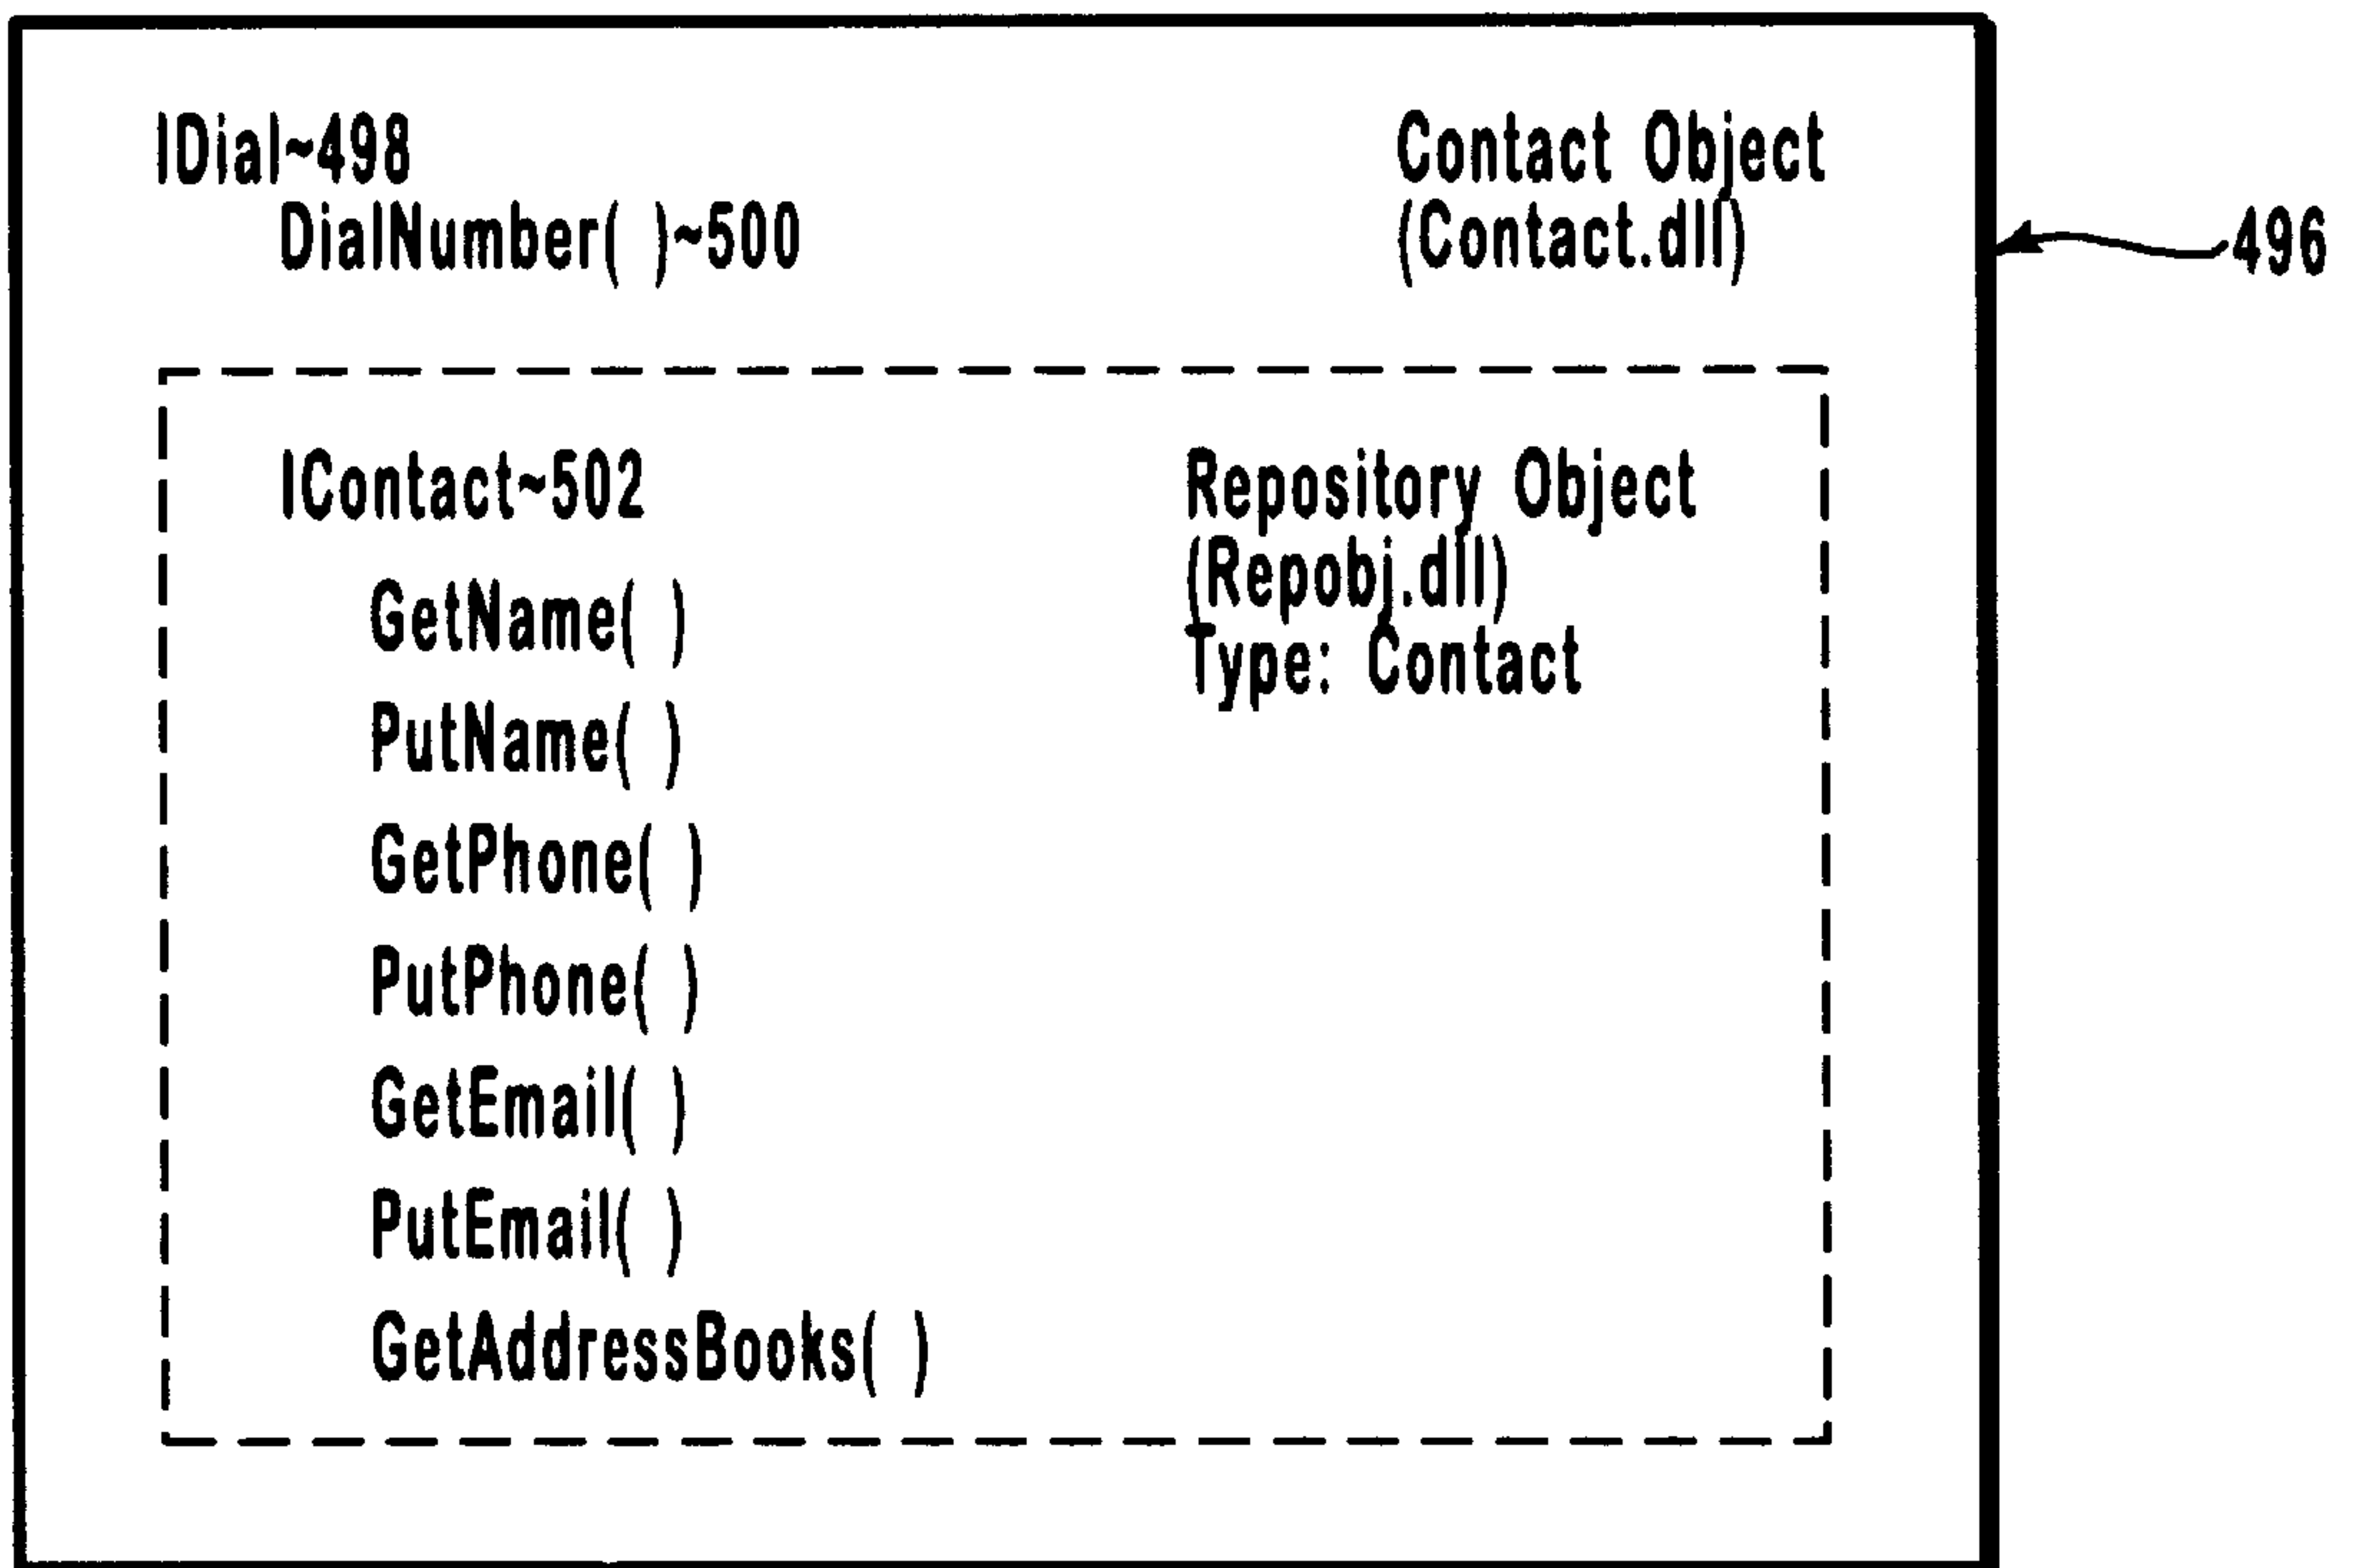 IDial~498
DialNumber( )~500
Contact Object
(Contact.dll)
496
IContact~502
Repository Object
(Repobj.dll)
Type: Contact
GetName( )
PutName( )
GetPhone( )
PutPhone( )
GetEmail( )
PutEmail( )
GetAddressBooks( )